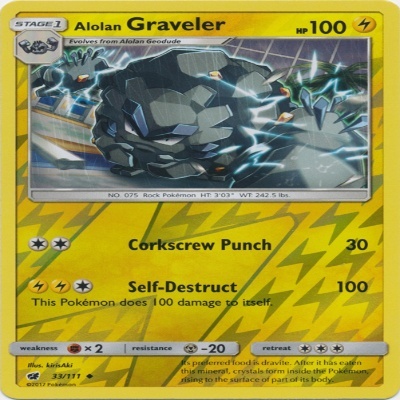 STAGE 1 Alolan Graveler HP 100
Evolves from Alolan Geodude
NO. 075 Rock Pokémon HT: 3'03" WT: 242.5 lbs.
Corkscrew Punch 30
Self-Destruct 100
This Pokémon does 100 damage to itself.
weakness × 2 resistance -20 retreat
Illus. kirisAki
33/111
©2017 Pokémon
Its preferred food is dravite. After it has eaten
this mineral, crystals form inside the Pokémon,
rising to the surface of part of its body.